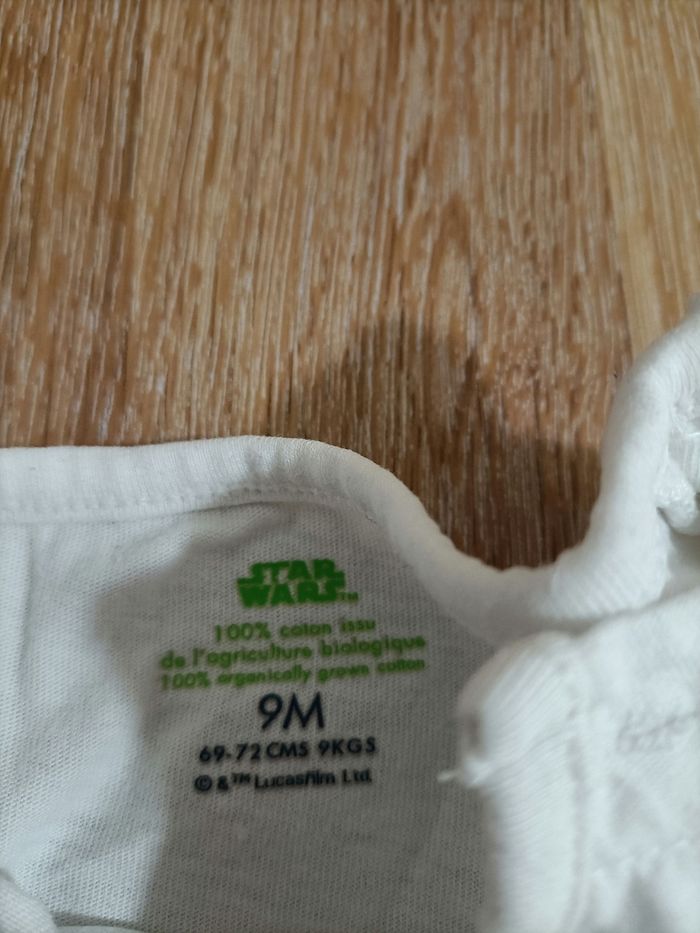 STAR
WARS™
100% coton issu
de l'agriculture biologique
100% organically grown cotton
9M
69-72 CMS 9KGS
© & ™ Lucasfilm Ltd.